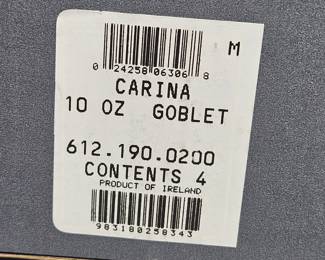 M
0 24258 06306 8
CARINA
10 OZ GOBLET
612.190.0200
CONTENTS 4
PRODUCT OF IRELAND
983180258343